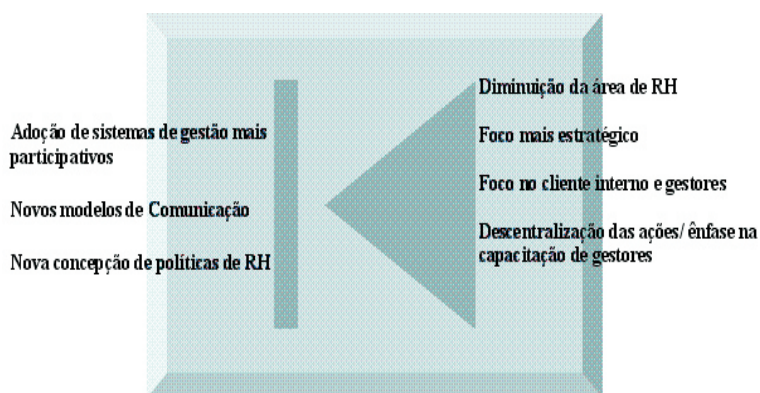 Adoção de sistemas de gestão mais
participativos
Novos modelos de Comunicação
Nova concepção de políticas de RH
Diminuição da área de RH
Foco mais estratégico
Foco no cliente interno e gestores
Descentralização das ações/ ênfase na
capacitação de gestores